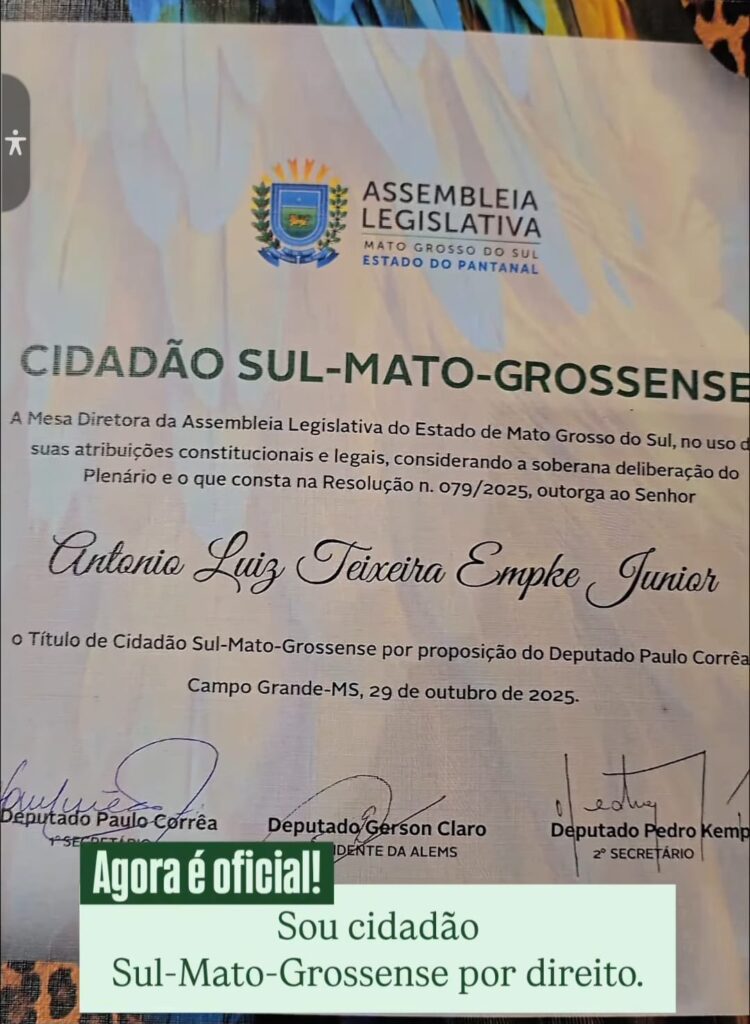 ASSEMBLEIA
LEGISLATIVA
MATO GROSSO DO SUL
ESTADO DO PANTANAL
CIDADÃO SUL-MATO-GROSSENSE
A Mesa Diretora da Assembleia Legislativa do Estado de Mato Grosso do Sul, no uso d
suas atribuições constitucionais e legais, considerando a soberana deliberação do
Plenário e o que consta na Resolução n. 079/2025, outorga ao Senhor
Antonio Luiz Teixeira Empke Junior
o Título de Cidadão Sul-Mato-Grossense por proposição do Deputado Paulo Corrêa
Campo Grande-MS, 29 de outubro de 2025.
Deputado Paulo Corrêa
1º SECRETÁRIO
Deputado Gerson Claro
IDENTE DA ALEMS
Deputado Pedro Kemp
2º SECRETÁRIO
Agora é oficial!
Sou cidadão
Sul-Mato-Grossense por direito.